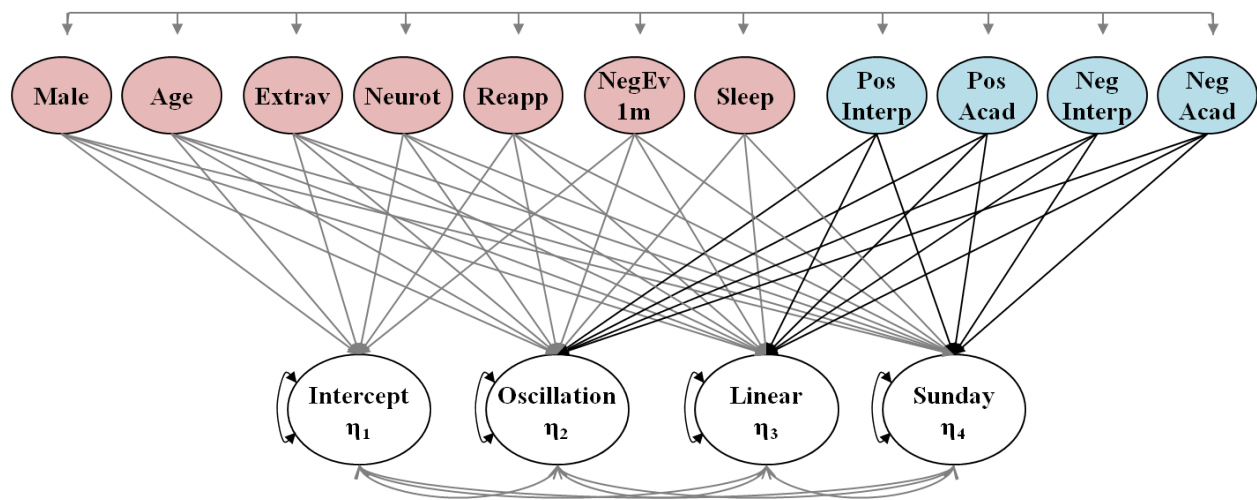 Male
Age
Extrav
Neurot
Reapp
NegEv
1m
Sleep
Pos
Interp
Pos
Acad
Neg
Interp
Neg
Acad
Intercept
η₁
Oscillation
η₂
Linear
η₃
Sunday
η₄